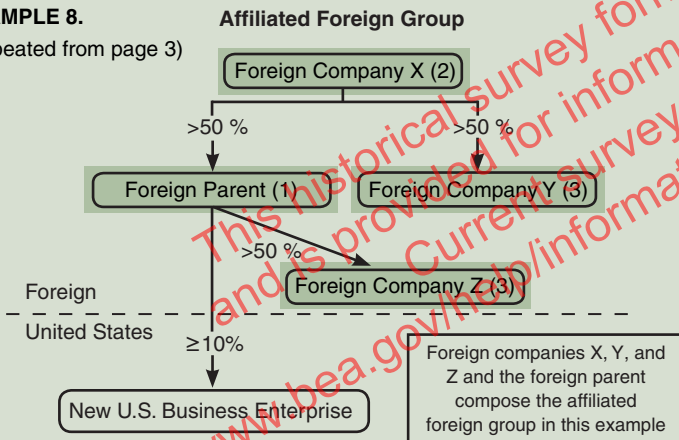 AMPLE 8.
Affiliated Foreign Group
peated from page 3)
Foreign Company X (2)
>50 %
>50 %
Foreign Parent (1)
Foreign Company Y (3)
>50 %
Foreign Company Z (3)
Foreign
United States
≥10%
New U.S. Business Enterprise
Foreign companies X, Y, and
Z and the foreign parent
compose the affiliated
foreign group in this example
This historical survey for
and is provided for inform
Current survey
www.bea.gov/help/informa